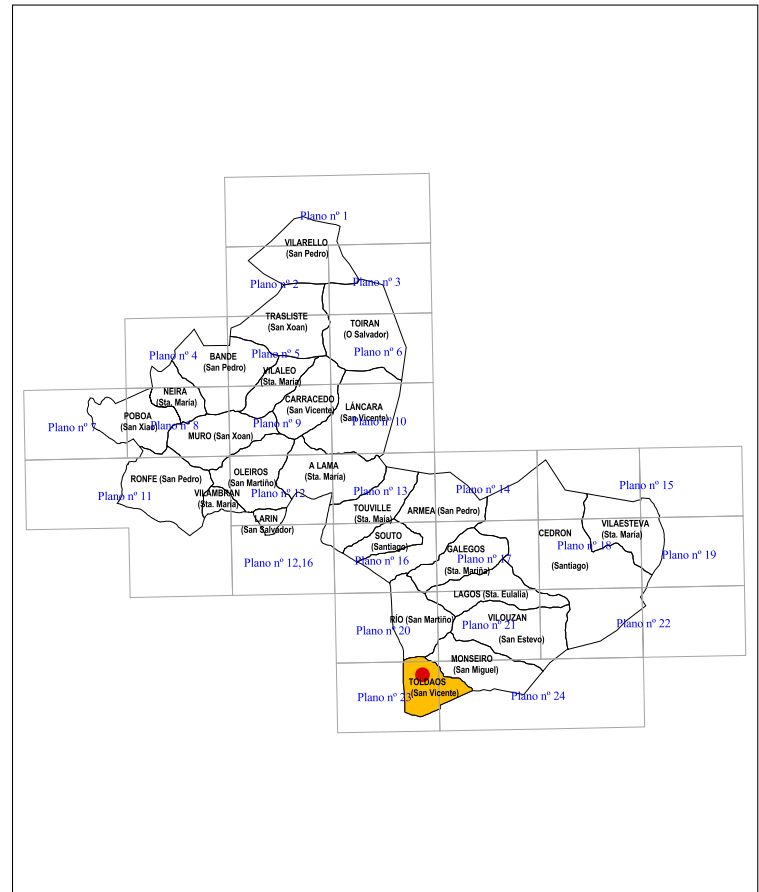 Plano nº 1
VILARELLO
(San Pedro)
Plano nº 2
Plano nº 3
TRASLISTE
(San Xoan)
TOIRAN
(O Salvador)
Plano nº 4
BANDE
(San Pedro)
Plano nº 5
Plano nº 6
VILALEO
(Sta. María)
NEIRA
(Sta. María)
CARRACEDO
(San Vicente)
LÁNCARA
(San Vicente)
POBOA
(San Xiao)
Plano nº 7
Plano nº 8
Plano nº 9
Plano nº 10
MURO (San Xoan)
A LAMA
(Sta. María)
RONFE (San Pedro)
OLEIROS
(San Martiño)
VILAMBRAN
(Sta. María)
Plano nº 11
Plano nº 12
Plano nº 13
Plano nº 14
Plano nº 15
LARIN
(San Salvador)
TOUVILLE
(Sta. Maia)
ARMEA (San Pedro)
VILAESTEVA
(Sta. María)
CEDRON
(Santiago)
SOUTO
(Santiago)
GALEGOS
(Sta. Mariña)
Plano nº 12,16
Plano nº 16
Plano nº 17
Plano nº 18
Plano nº 19
LAGOS (Sta. Eulalia)
RÍO (San Martiño)
VILOUZAN
(San Estevo)
Plano nº 20
Plano nº 21
Plano nº 22
MONSEIRO
(San Miguel)
TOLDAOS
(San Vicente)
Plano nº 23
Plano nº 24